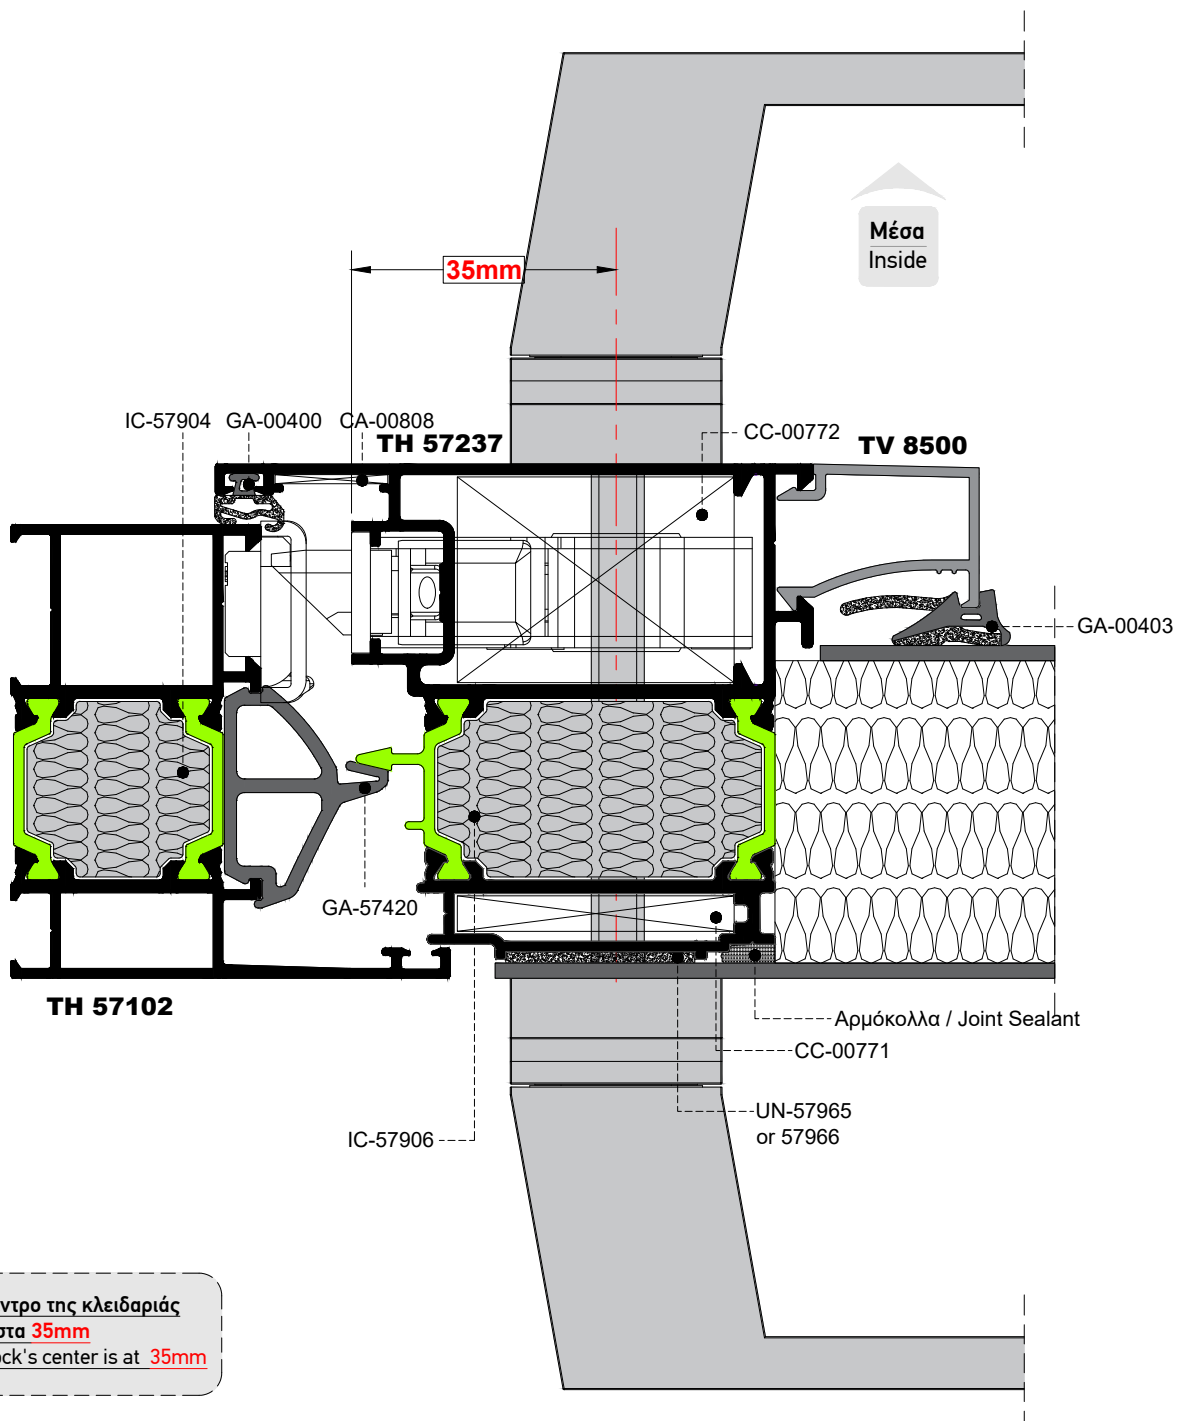 Μέσα
Inside
35mm
IC-57904 GA-00400 CA-00808
TH 57237
CC-00772
TV 8500
GA-00403
GA-57420
TH 57102
Αρμόκολλα / Joint Sealant
CC-00771
UN-57965
or 57966
IC-57906
ντρο της κλειδαριάς
στα 35mm
ock's center is at 35mm